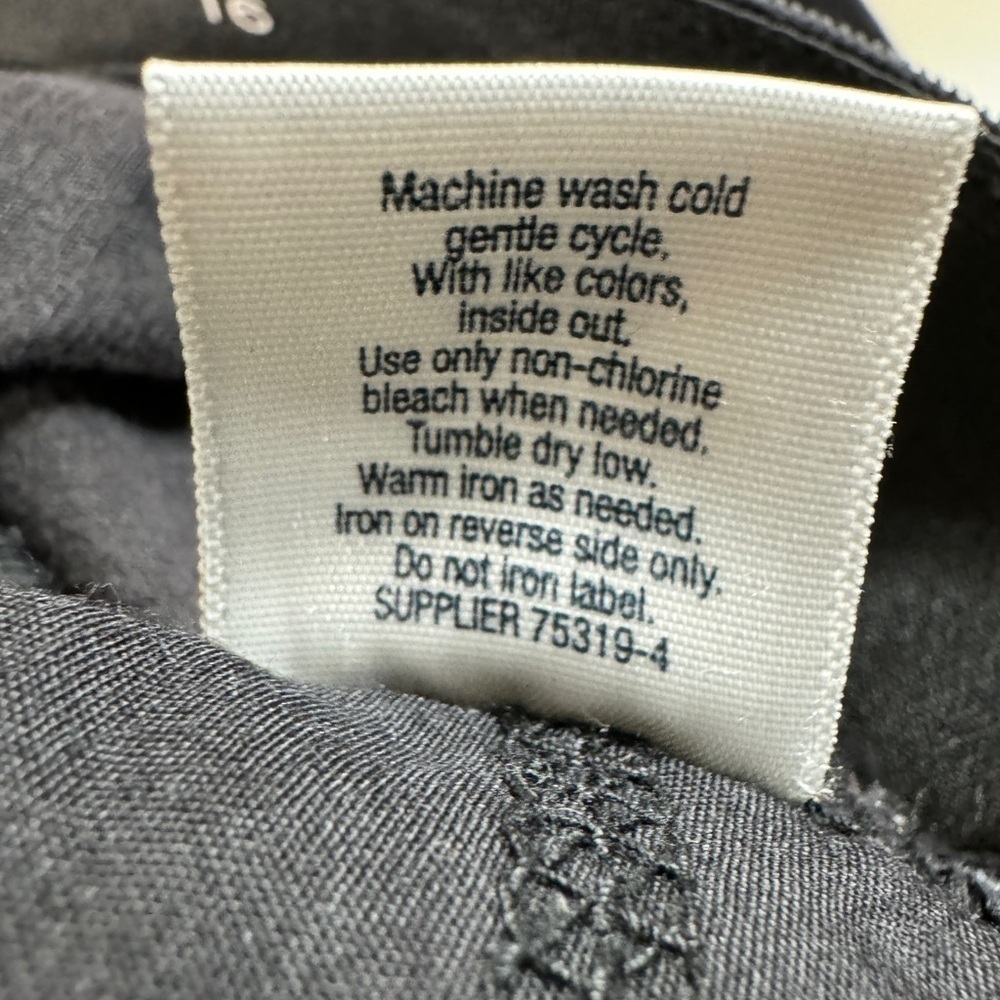 16
Machine wash cold
gentle cycle.
With like colors,
inside out.
Use only non-chlorine
bleach when needed.
Tumble dry low.
Warm iron as needed.
Iron on reverse side only.
Do not iron label.
SUPPLIER 75319-4